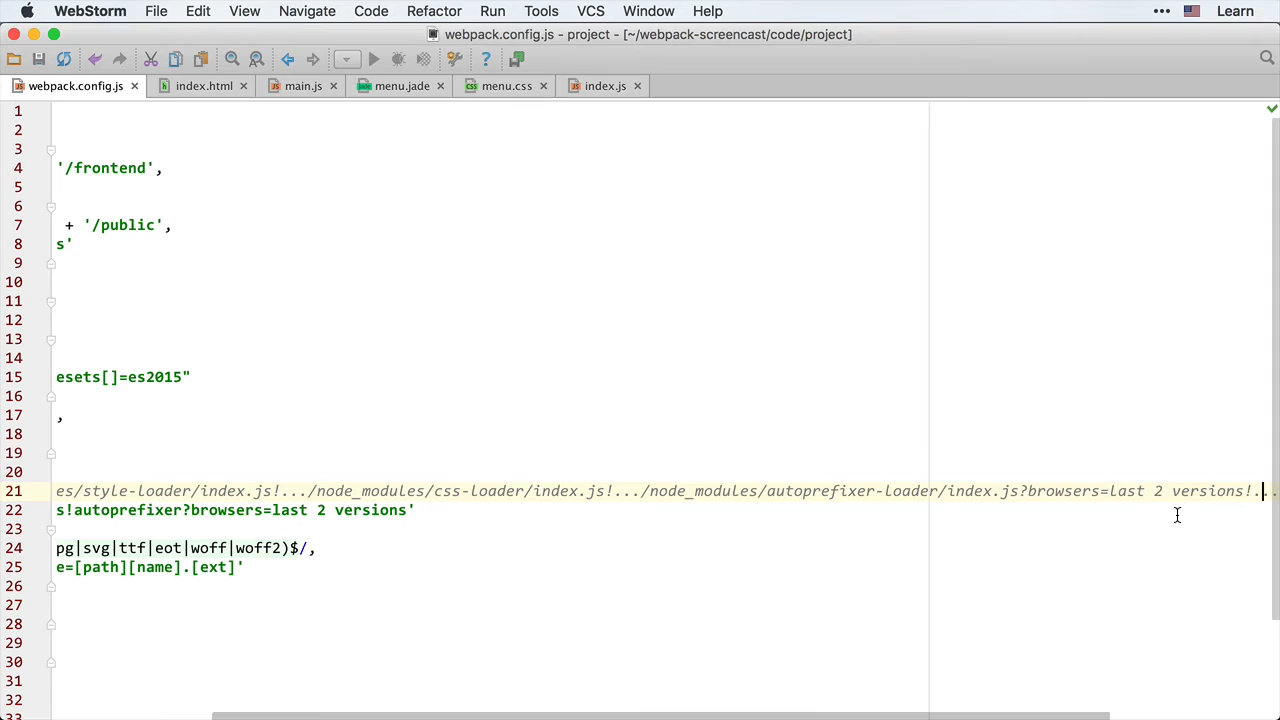 WebStorm File Edit View Navigate Code Refactor Run Tools VCS Window Help ••• Learn
webpack.config.js - project - [~/webpack-screencast/code/project]
webpack.config.js index.html main.js menu.jade menu.css index.js
1
2
3
4 '/frontend',
5
6
7 + '/public',
8 s'
9
10
11
12
13
14
15 esets[]=es2015"
16
17 ,
18
19
20
21 es/style-loader/index.js!.../node_modules/css-loader/index.js!.../node_modules/autoprefixer-loader/index.js?browsers=last 2 versions!...
22 s!autoprefixer?browsers=last 2 versions'
23
24 pg|svg|ttf|eot|woff|woff2)$/,
25 e=[path][name].[ext]'
26
27
28
29
30
31
32
33